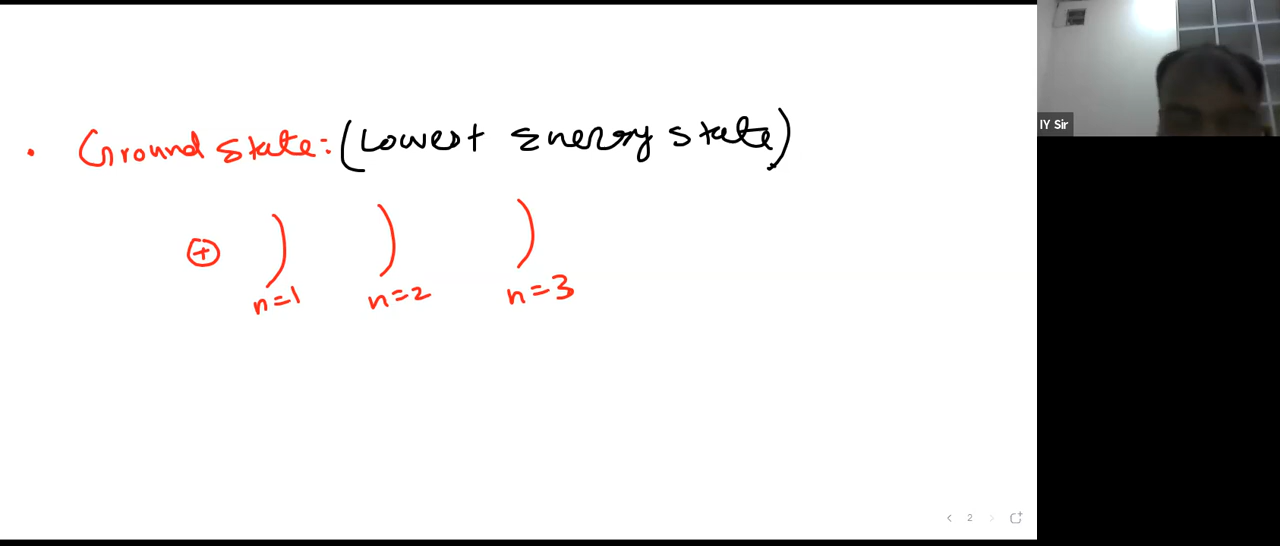 . Ground state: (Lowest Energy state)
+
n=1 n=2 n=3
IY Sir
2